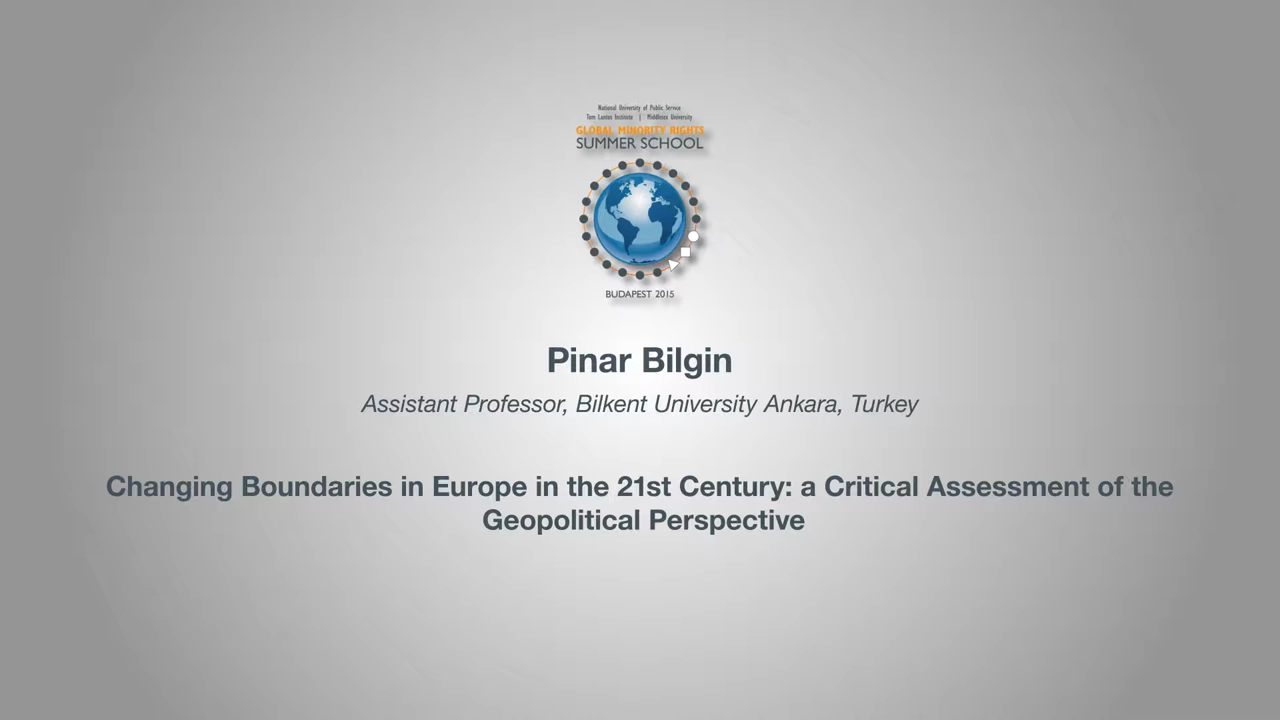 National University of Public Service
Tom Lantos Institute | Middlesex University
GLOBAL MINORITY RIGHTS
SUMMER SCHOOL
BUDAPEST 2015
Pinar Bilgin
Assistant Professor, Bilkent University Ankara, Turkey
Changing Boundaries in Europe in the 21st Century: a Critical Assessment of the
Geopolitical Perspective